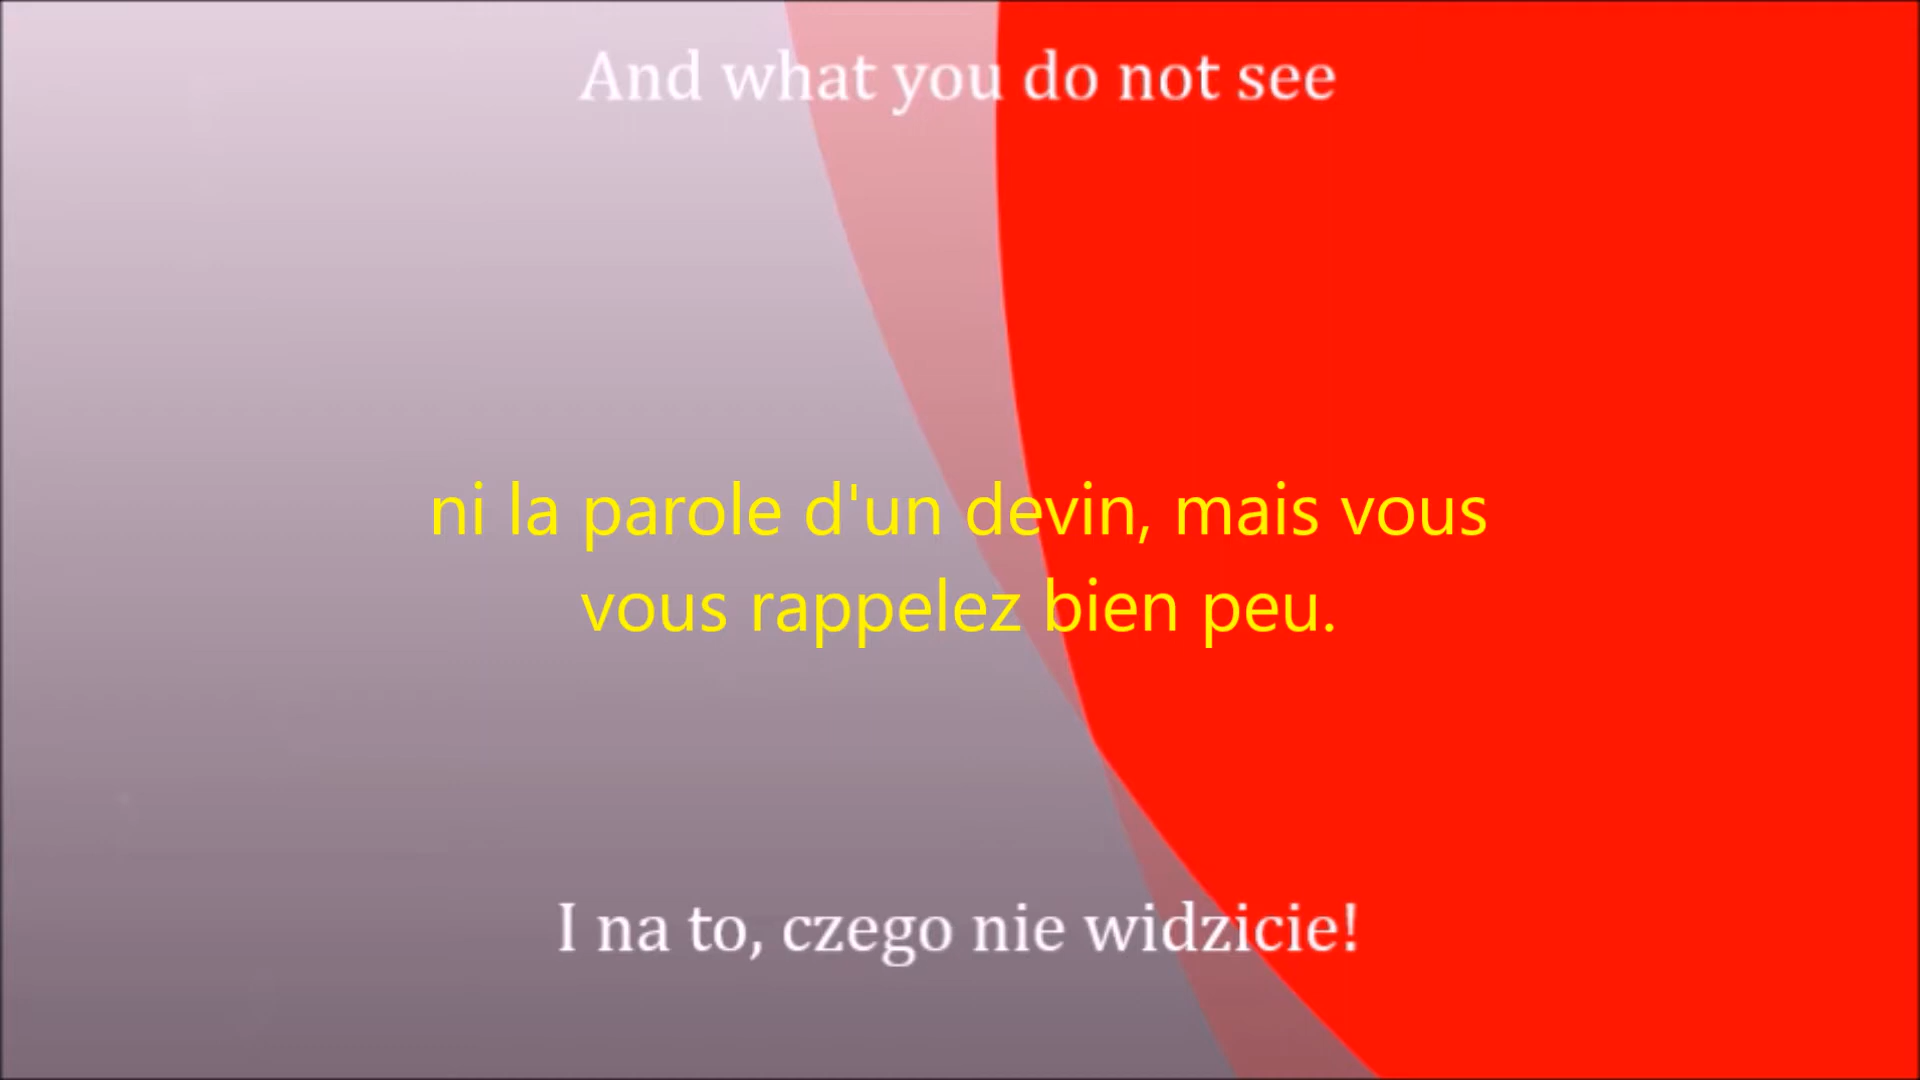 And what you do not see
ni la parole d'un devin, mais vous
vous rappelez bien peu.
I na to, czego nie widzicie!